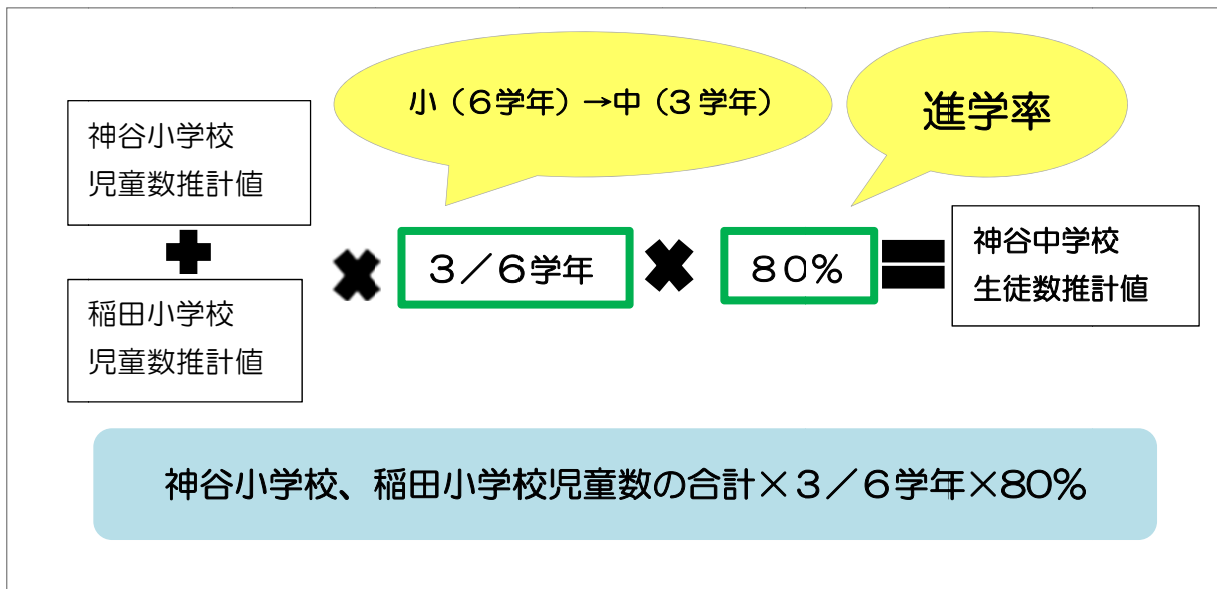 小（６学年）→中（３学年）
進学率
神谷小学校
児童数推計値
稲田小学校
児童数推計値
３／６学年
８０％
神谷中学校
生徒数推計値
神谷小学校、稲田小学校児童数の合計×３／６学年×80％